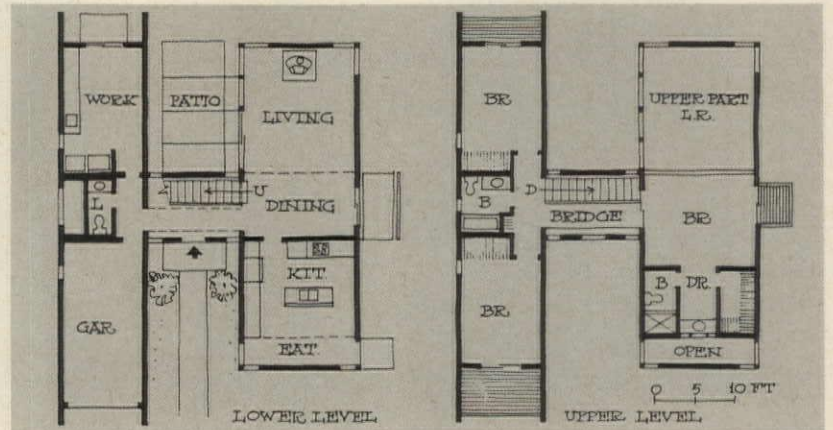 WORK
PATIO
LIVING
L
U
DINING
KIT
GAR
EAT.
LOWER LEVEL
BR
UPPER PART
L.R.
B
D
BRIDGE
BR
BR
B
DR.
OPEN
0 5 10 FT
UPPER LEVEL